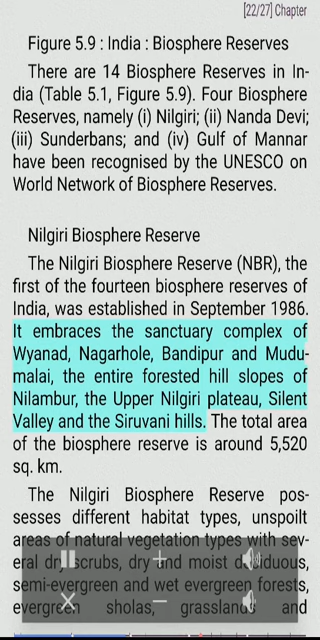 [22/27] Chapter
Figure 5.9 : India : Biosphere Reserves
There are 14 Biosphere Reserves in In-
dia (Table 5.1, Figure 5.9). Four Biosphere
Reserves, namely (i) Nilgiri; (ii) Nanda Devi;
(iii) Sunderbans; and (iv) Gulf of Mannar
have been recognised by the UNESCO on
World Network of Biosphere Reserves.
Nilgiri Biosphere Reserve
The Nilgiri Biosphere Reserve (NBR), the
first of the fourteen biosphere reserves of
India, was established in September 1986.
It embraces the sanctuary complex of
Wyanad, Nagarhole, Bandipur and Mudu-
malai, the entire forested hill slopes of
Nilambur, the Upper Nilgiri plateau, Silent
Valley and the Siruvani hills. The total area
of the biosphere reserve is around 5,520
sq. km.
The Nilgiri Biosphere Reserve pos-
sesses different habitat types, unspoilt
areas of natural vegetation types with sev-
eral dry scrubs, dry and moist deciduous,
semi-evergreen and wet evergreen forests,
evergreen sholas, grasslands and